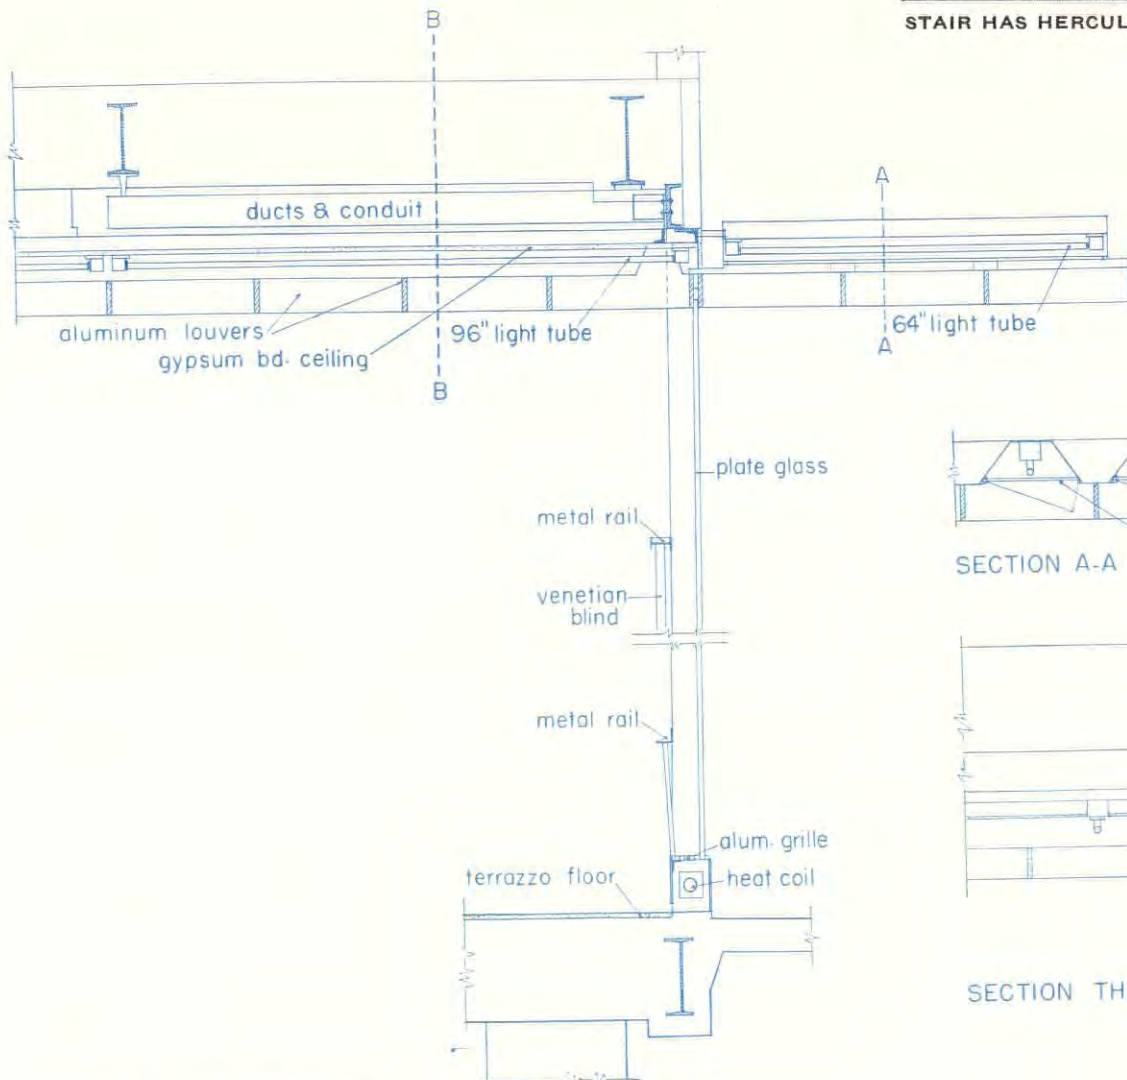 STAIR HAS HERCUL
B
A
ducts & conduit
aluminum louvers
gypsum bd. ceiling
96" light tube
64" light tube
A
B
plate glass
metal rail
venetian
blind
SECTION A-A
metal rail
alum. grille
terrazzo floor
heat coil
SECTION TH